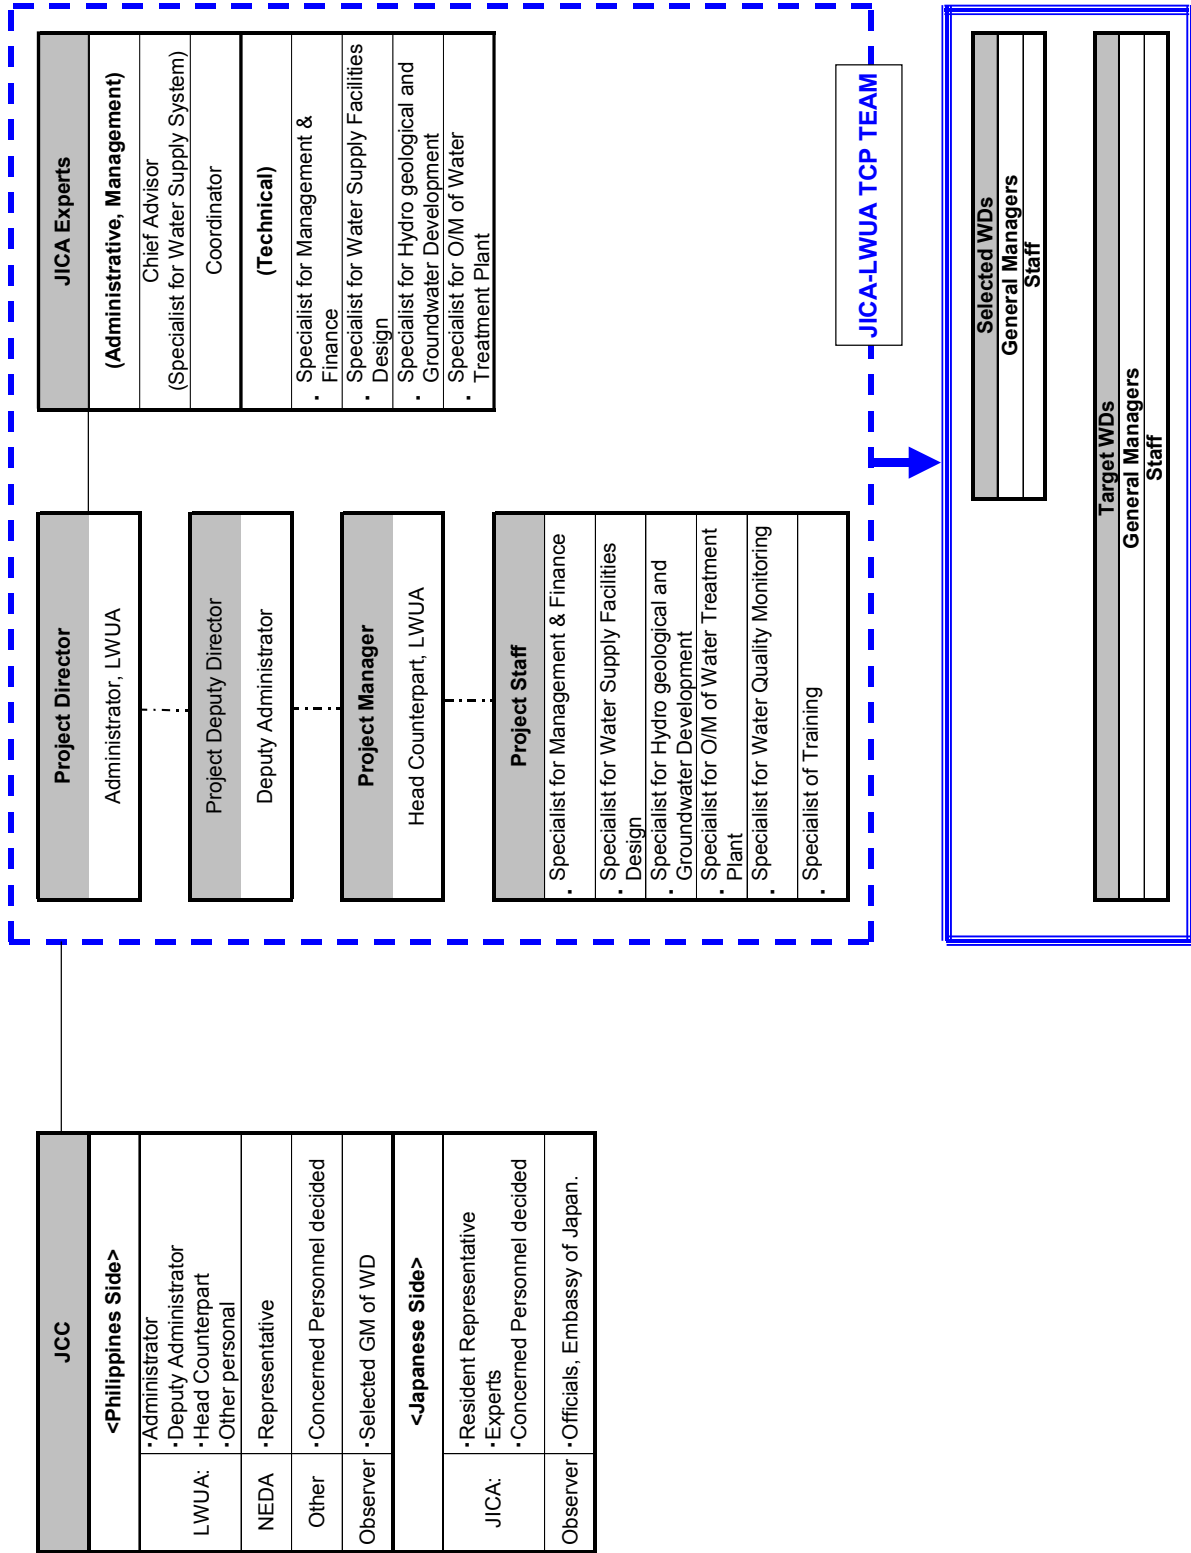 JCC
<Philippines Side>
LWUA:
・Administrator
・Deputy Administrator
・Head Counterpart
・Other personal
NEDA
・Representative
Other
・Concerned Personnel decided
Observer
・Selected GM of WD
<Japanese Side>
JICA:
・Resident Representative
・Experts
・Concerned Personnel decided
Observer
・Officials, Embassy of Japan.
Project Director
Administrator, LWUA
Project Deputy Director
Deputy Administrator
Project Manager
Head Counterpart, LWUA
Project Staff
・ Specialist for Management & Finance
・ Specialist for Water Supply Facilities
Design
・ Specialist for Hydro geological and
Groundwater Development
・ Specialist for O/M of Water Treatment
Plant
・ Specialist for Water Quality Monitoring
・ Specialist of Training
JICA Experts
(Administrative, Management)
Chief Advisor
(Specialist for Water Supply System)
Coordinator
(Technical)
・ Specialist for Management &
Finance
・ Specialist for Water Supply Facilities
Design
・ Specialist for Hydro geological and
Groundwater Development
・ Specialist for O/M of Water
Treatment Plant
JICA-LWUA TCP TEAM
Selected WDs
General Managers
Staff
Target WDs
General Managers
Staff